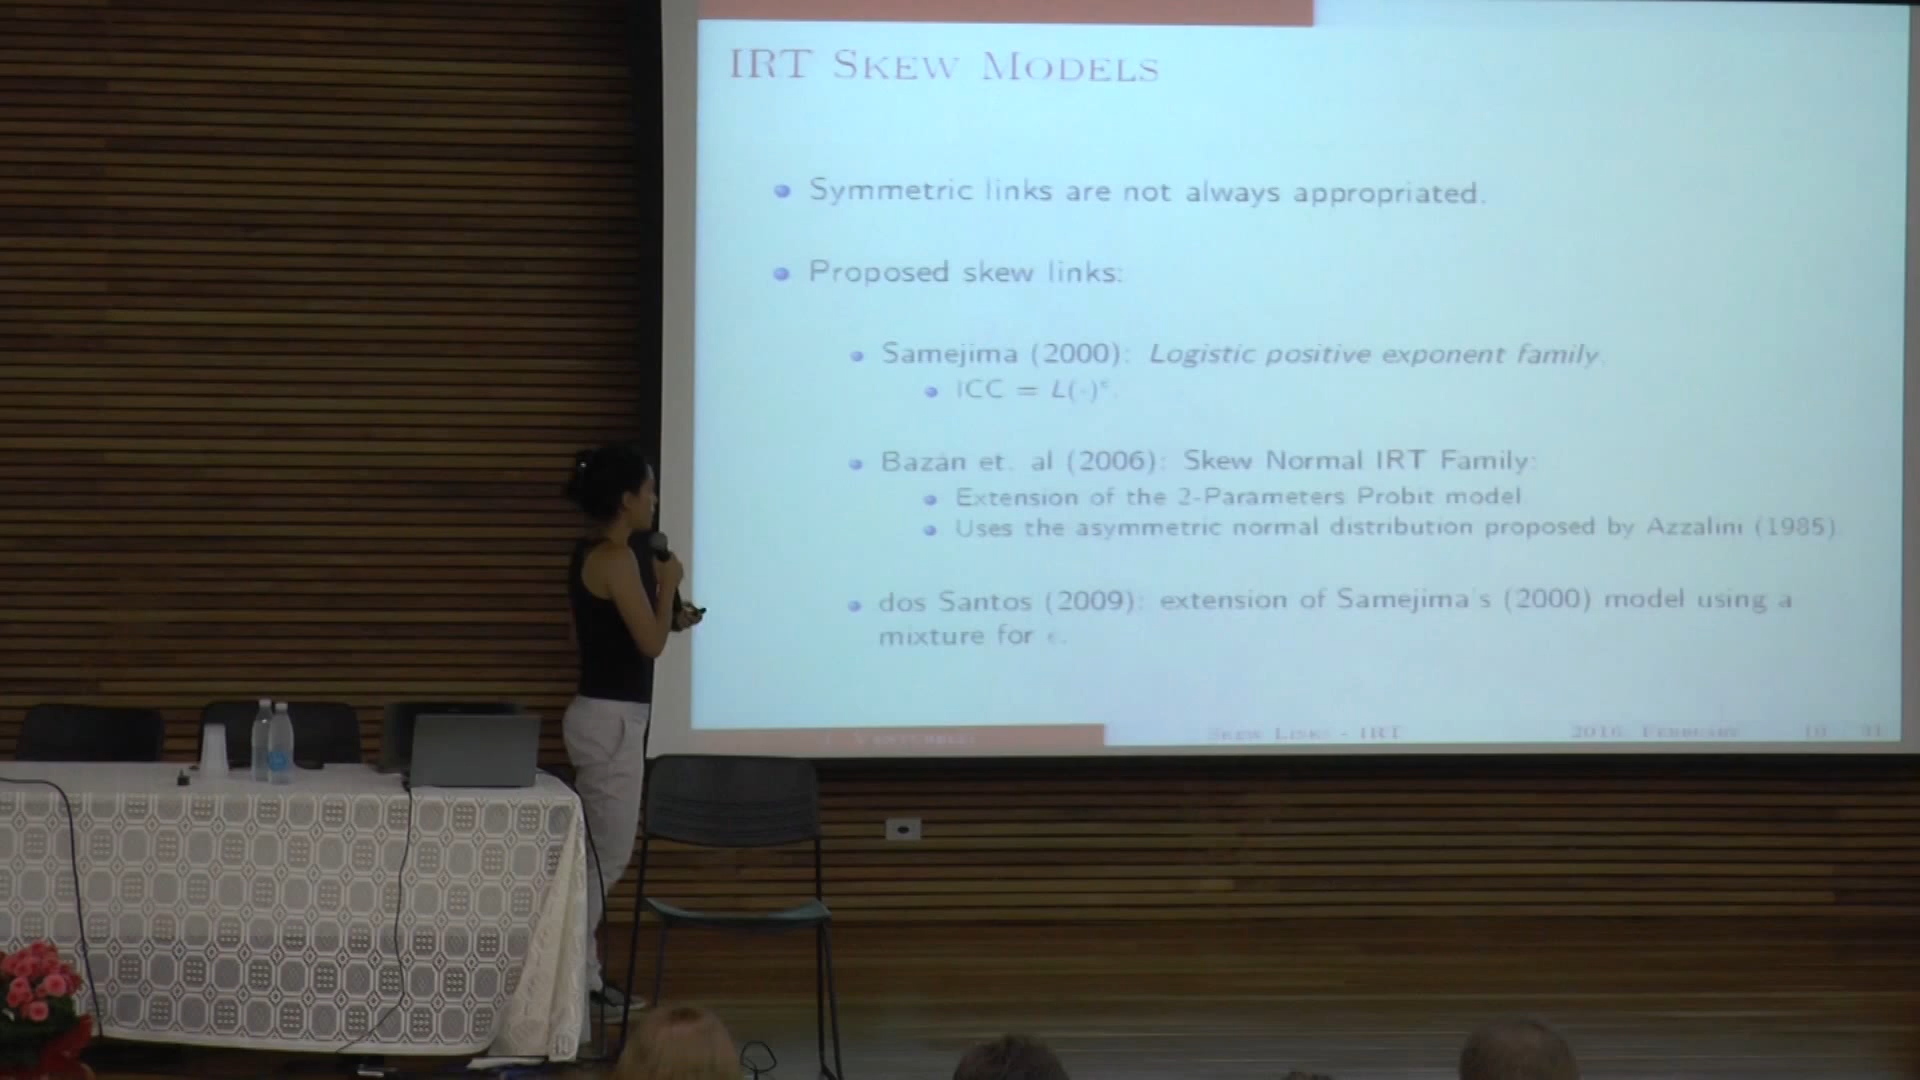 IRT Skew Models
Symmetric links are not always appropriated.
Proposed skew links:
Samejima (2000): Logistic positive exponent family.
ICC = L(·)ᶜ.
Bazán et. al (2006): Skew Normal IRT Family:
Extension of the 2-Parameters Probit model
Uses the asymmetric normal distribution proposed by Azzalini (1985)
dos Santos (2009): extension of Samejima's (2000) model using a
mixture for ϵ.
Skew Links - IRT
2016, February